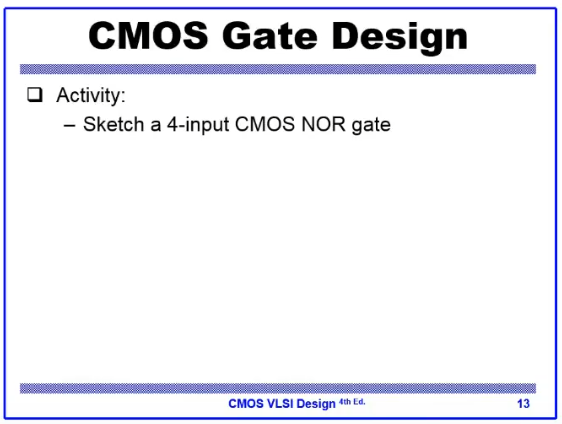 CMOS Gate Design
❑ Activity:
– Sketch a 4-input CMOS NOR gate
CMOS VLSI Design 4th Ed.
13